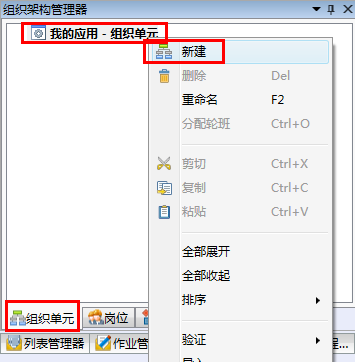 组织架构管理器
我的应用 - 组织单元
新建
删除 Del
重命名 F2
分配轮班 Ctrl+O
剪切 Ctrl+X
复制 Ctrl+C
粘贴 Ctrl+V
全部展开
全部收起
排序
验证
组织单元
岗位
列表管理器
作业管
程...